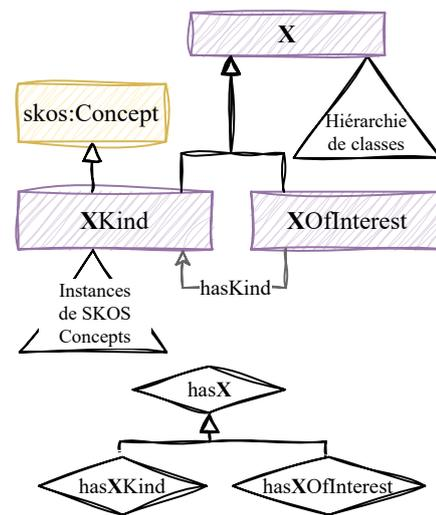 X
skos:Concept
Hiérarchie
de classes
XKind
XOfInterest
hasKind
Instances
de SKOS
Concepts
hasX
hasXKind
hasXOfInterest